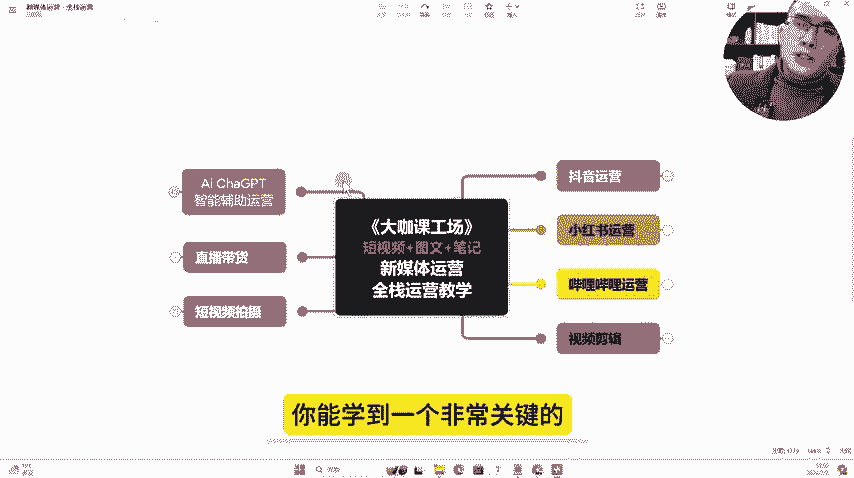 新媒体运营-全栈运营
Ai ChaGPT
智能辅助运营
直播带货
短视频拍摄
《大咖课工场》
短视频+图文+笔记
新媒体运营
全栈运营教学
抖音运营
小红书运营
哔哩哔哩运营
视频剪辑
你能学到一个非常关键的